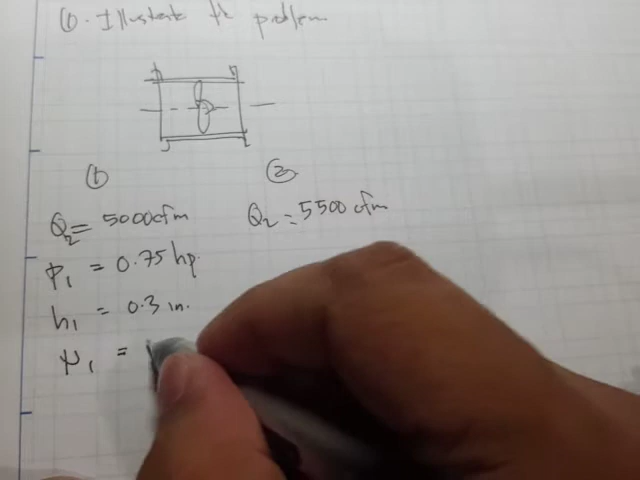 ①. Illustrate the problem
① ②
Q2 = 5000 cfm Q2 = 5500 cfm
P1 = 0.75 hp.
h1 = 0.3 in.
N1 =